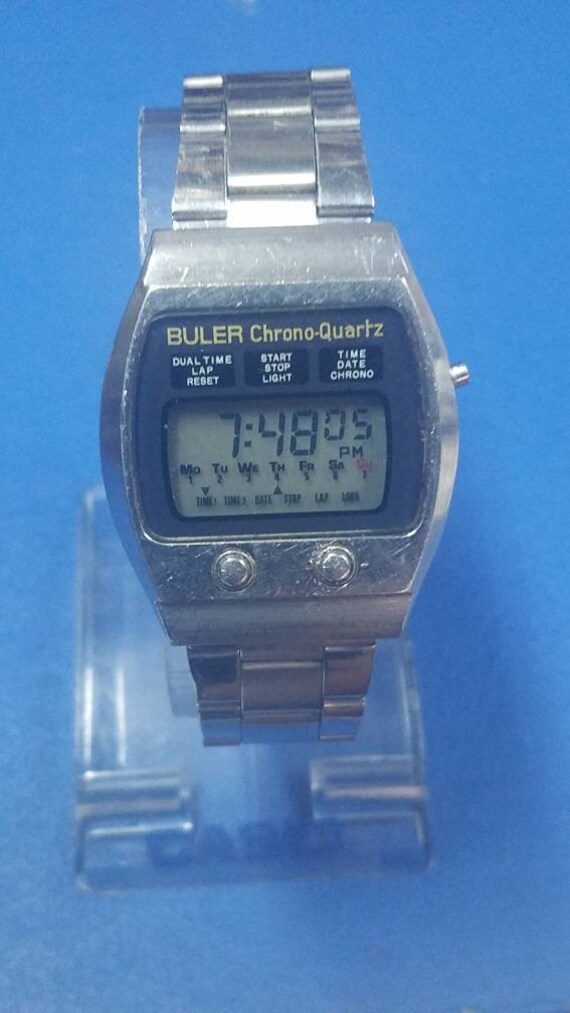 BULER Chrono-Quartz
DUAL TIME
LAP
RESET
START
STOP
LIGHT
TIME
DATE
CHRONO
7:48 05
PM
Mo Tu We Th Fr Sa Su
1 2 3 4 5 6 7
TIME1 TIME2 DATE STOP LAP